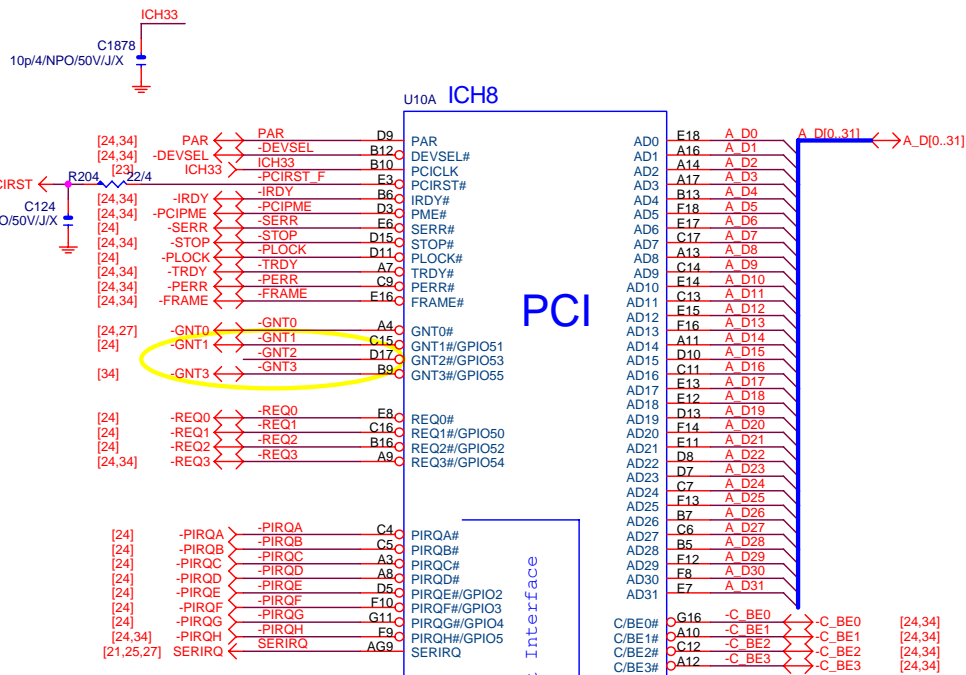 ICH33
C1878
10p/4/NPO/50V/J/X
U10A ICH8
[24,34] PAR PAR D9 PAR AD0 E18 A_D0 A_D[0..31] A_D[0..31]
[24,34] -DEVSEL -DEVSEL B12 DEVSEL# AD1 A16 A_D1
[23] ICH33 ICH33 B10 PCICLK AD2 A14 A_D2
CIRST R204 22/4 -PCIRST_F E3 PCIRST# AD3 A17 A_D3
[24,34] -IRDY -IRDY B6 IRDY# AD4 B13 A_D4
C124 [24,34] -PCIPME -PCIPME D3 PME# AD5 F18 A_D5
O/50V/J/X [24] -SERR -SERR E6 SERR# AD6 E17 A_D6
[24,34] -STOP -STOP D15 STOP# AD7 C17 A_D7
[24] -PLOCK -PLOCK D11 PLOCK# AD8 A13 A_D8
[24,34] -TRDY -TRDY A7 TRDY# AD9 C14 A_D9
[24,34] -PERR -PERR C9 PERR# AD10 E14 A_D10
[24,34] -FRAME -FRAME E16 FRAME# AD11 C13 A_D11
PCI
AD12 E15 A_D12
[24,27] -GNT0 -GNT0 A4 GNT0# AD13 F16 A_D13
[24] -GNT1 -GNT1 C15 GNT1#/GPIO51 AD14 A11 A_D14
-GNT2 D17 GNT2#/GPIO53 AD15 D10 A_D15
[34] -GNT3 -GNT3 B9 GNT3#/GPIO55 AD16 C11 A_D16
AD17 E13 A_D17
AD18 E12 A_D18
[24] -REQ0 -REQ0 E8 REQ0# AD19 D13 A_D19
[24] -REQ1 -REQ1 C16 REQ1#/GPIO50 AD20 F14 A_D20
[24] -REQ2 -REQ2 B16 REQ2#/GPIO52 AD21 E11 A_D21
[24,34] -REQ3 -REQ3 A9 REQ3#/GPIO54 AD22 D8 A_D22
AD23 D7 A_D23
AD24 C7 A_D24
AD25 F13 A_D25
AD26 B7 A_D26
[24] -PIRQA -PIRQA C4 PIRQA# AD27 C6 A_D27
[24] -PIRQB -PIRQB C5 PIRQB# AD28 B5 A_D28
[24] -PIRQC -PIRQC A3 PIRQC# AD29 F12 A_D29
[24] -PIRQD -PIRQD A8 PIRQD# AD30 F8 A_D30
[24] -PIRQE -PIRQE D5 PIRQE#/GPIO2 AD31 E7 A_D31
[24] -PIRQF -PIRQF F10 PIRQF#/GPIO3
[24] -PIRQG -PIRQG G11 PIRQG#/GPIO4 C/BE0# G16 -C_BE0 -C_BE0 [24,34]
[24,34] -PIRQH -PIRQH F9 PIRQH#/GPIO5 C/BE1# A10 -C_BE1 -C_BE1 [24,34]
[21,25,27] SERIRQ SERIRQ AG9 SERIRQ C/BE2# C12 -C_BE2 -C_BE2 [24,34]
C/BE3# A12 -C_BE3 -C_BE3 [24,34]
Interface